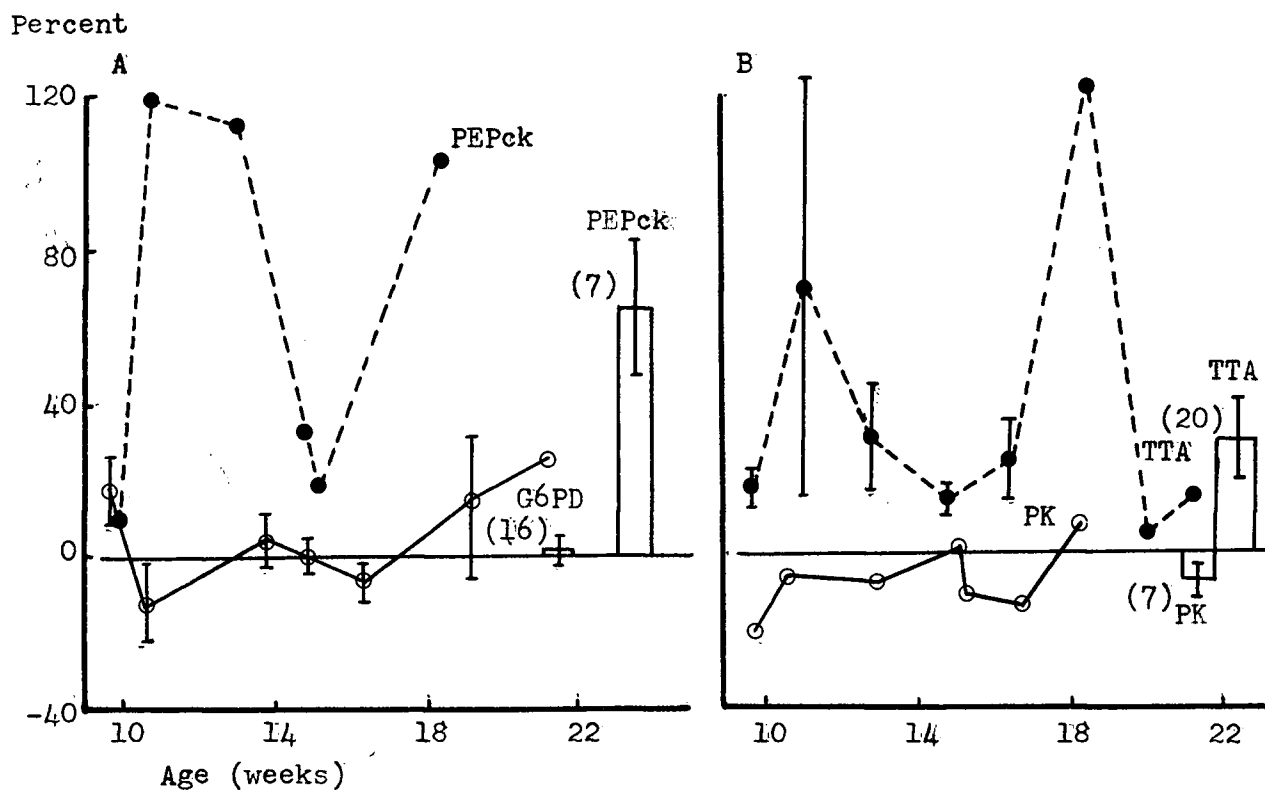 Percent
A
B
120
PEPck
PEPck
80
(7)
TTA
40
(20)
TTA
G6PD
PK
(16)
0
(7)
PK
-40
10 14 18 22
10 14 18 22
Age (weeks)